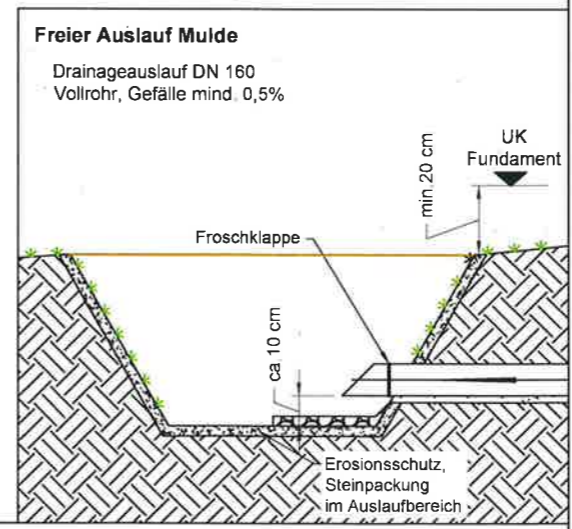 Freier Auslauf Mulde
Drainageauslauf DN 160
Vollrohr, Gefälle mind. 0,5%
UK
Fundament
min.20 cm
Froschklappe
ca.10 cm
Erosionsschutz,
Steinpackung
im Auslaufbereich